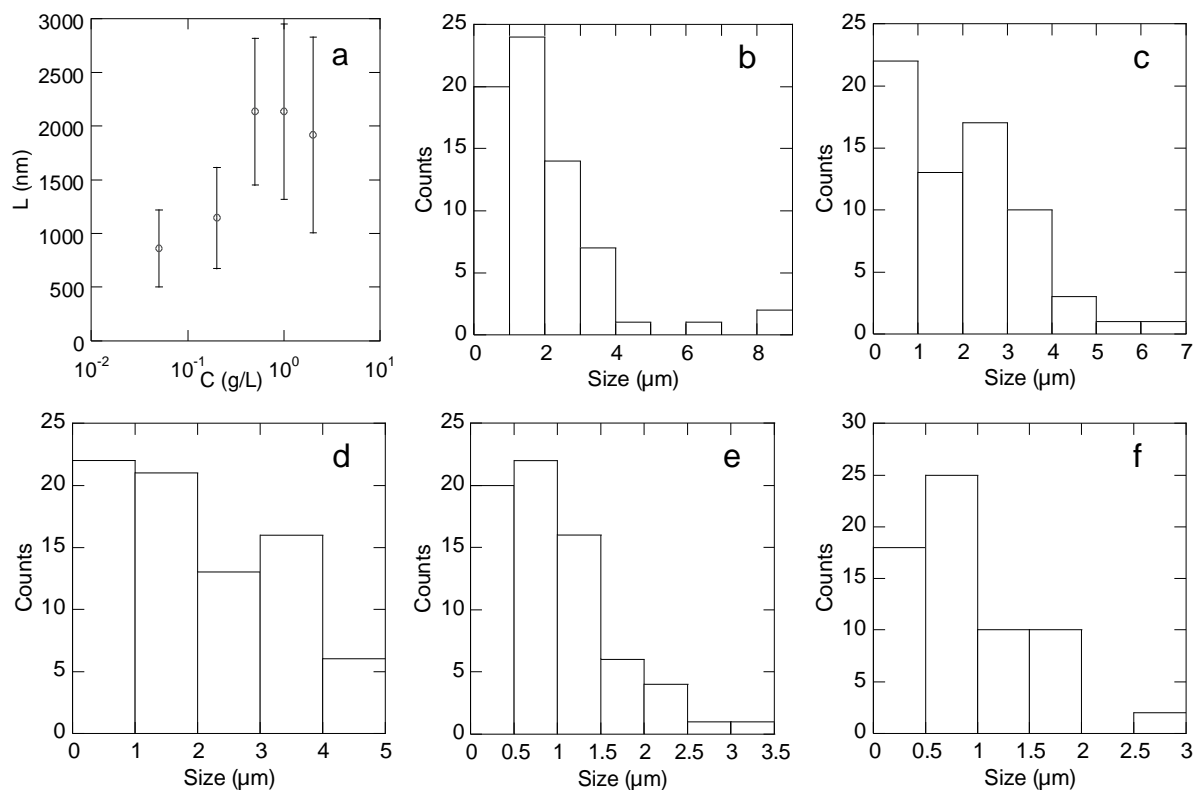 a
3000
2500
2000
1500
1000
500
0
L (nm)
10-2
10-1
100
101
C (g/L)
b
25
20
15
10
5
0
Counts
0 2 4 6 8
Size (µm)
c
25
20
15
10
5
0
Counts
0 1 2 3 4 5 6 7
Size (µm)
d
25
20
15
10
5
0
Counts
0 1 2 3 4 5
Size (µm)
e
25
20
15
10
5
0
Counts
0 0.5 1 1.5 2 2.5 3 3.5
Size (µm)
f
30
25
20
15
10
5
0
Counts
0 0.5 1 1.5 2 2.5 3
Size (µm)